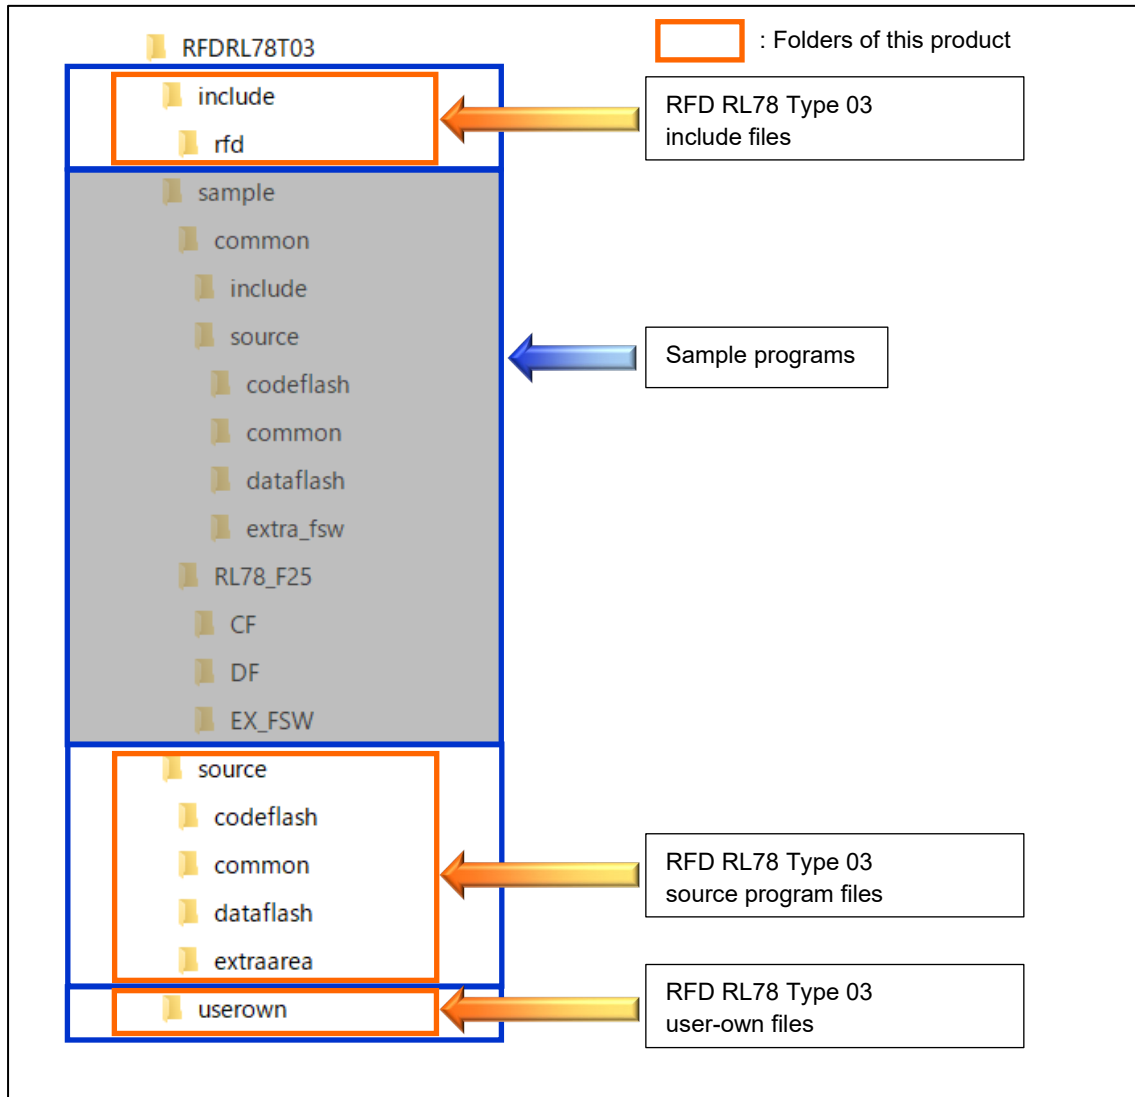 RFDRL78T03
: Folders of this product
include
rfd
RFD RL78 Type 03
include files
sample
common
include
source
codeflash
common
dataflash
extra_fsw
RL78_F25
CF
DF
EX_FSW
Sample programs
source
codeflash
common
dataflash
extraarea
RFD RL78 Type 03
source program files
userown
RFD RL78 Type 03
user-own files